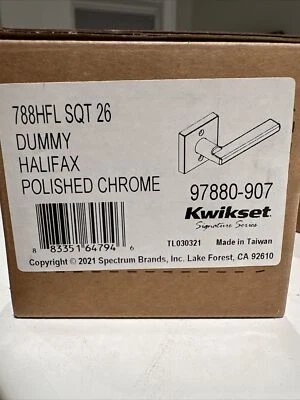 788HFL SQT 26
DUMMY
HALIFAX
POLISHED CHROME
97880-907
Kwikset
Signature Series
8 83351 64794 6
TL030321 Made in Taiwan
Copyright © 2021 Spectrum Brands, Inc. Lake Forest, CA 92610